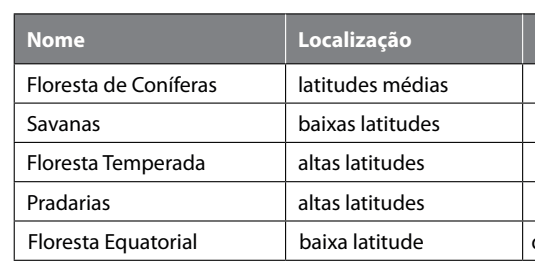 Nome Localização
Floresta de Coníferas latitudes médias
Savanas baixas latitudes
Floresta Temperada altas latitudes
Pradarias altas latitudes
Floresta Equatorial baixa latitude